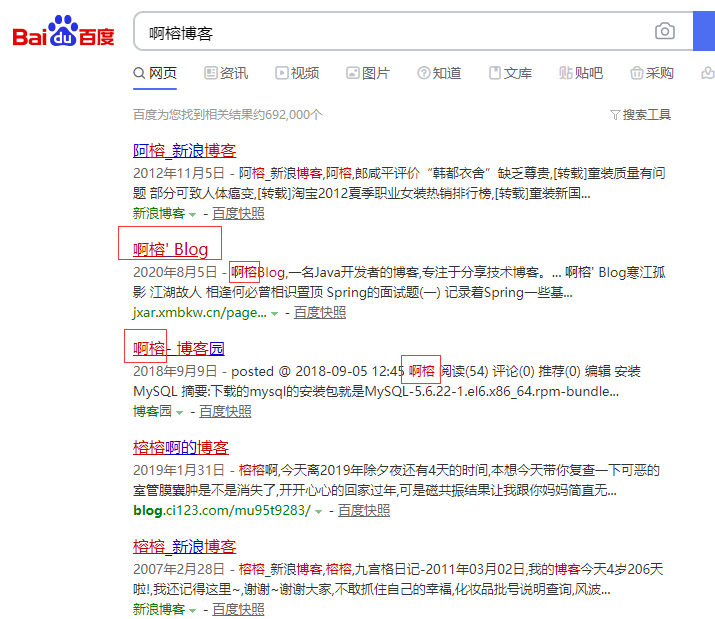 Bai du 百度 啊榕博客
网页 资讯 视频 图片 知道 文库 贴吧 采购
百度为您找到相关结果约692,000个 搜索工具
阿榕_新浪博客
2012年11月5日 - 阿榕_新浪博客,阿榕,郎咸平评价“韩都衣舍”缺乏尊贵,[转载]童装质量有问
题 部分可致人体癌变,[转载]淘宝2012夏季职业女装热销排行榜,[转载]童装新国...
新浪博客 - 百度快照
啊榕' Blog
2020年8月5日 - 啊榕Blog,一名Java开发者的博客,专注于分享技术博客。... 啊榕' Blog寒江孤
影 江湖故人 相逢何必曾相识置顶 Spring的面试题(一) 记录着Spring一些基...
jxar.xmbkw.cn/page... - 百度快照
啊榕 - 博客园
2018年9月9日 - posted @ 2018-09-05 12:45 啊榕 阅读(54) 评论(0) 推荐(0) 编辑 安装
MySQL 摘要:下载的mysql的安装包就是MySQL-5.6.22-1.el6.x86_64.rpm-bundle...
博客园 - 百度快照
榕榕啊的博客
2019年1月31日 - 榕榕啊,今天离2019年除夕夜还有4天的时间,本想今天带你复查一下可恶的
室管膜囊肿是不是消失了,开开心心的回家过年,可是磁共振结果让我跟你妈妈简直无...
blog.ci123.com/mu95t9283/ - 百度快照
榕榕_新浪博客
2007年2月28日 - 榕榕_新浪博客,榕榕,九宫格日记-2011年03月02日,我的博客今天4岁206天
啦!,我还记得这里~,谢谢~谢谢大家,不敢抓住自己的幸福,化妆品批号说明查询,风波...
新浪博客 - 百度快照